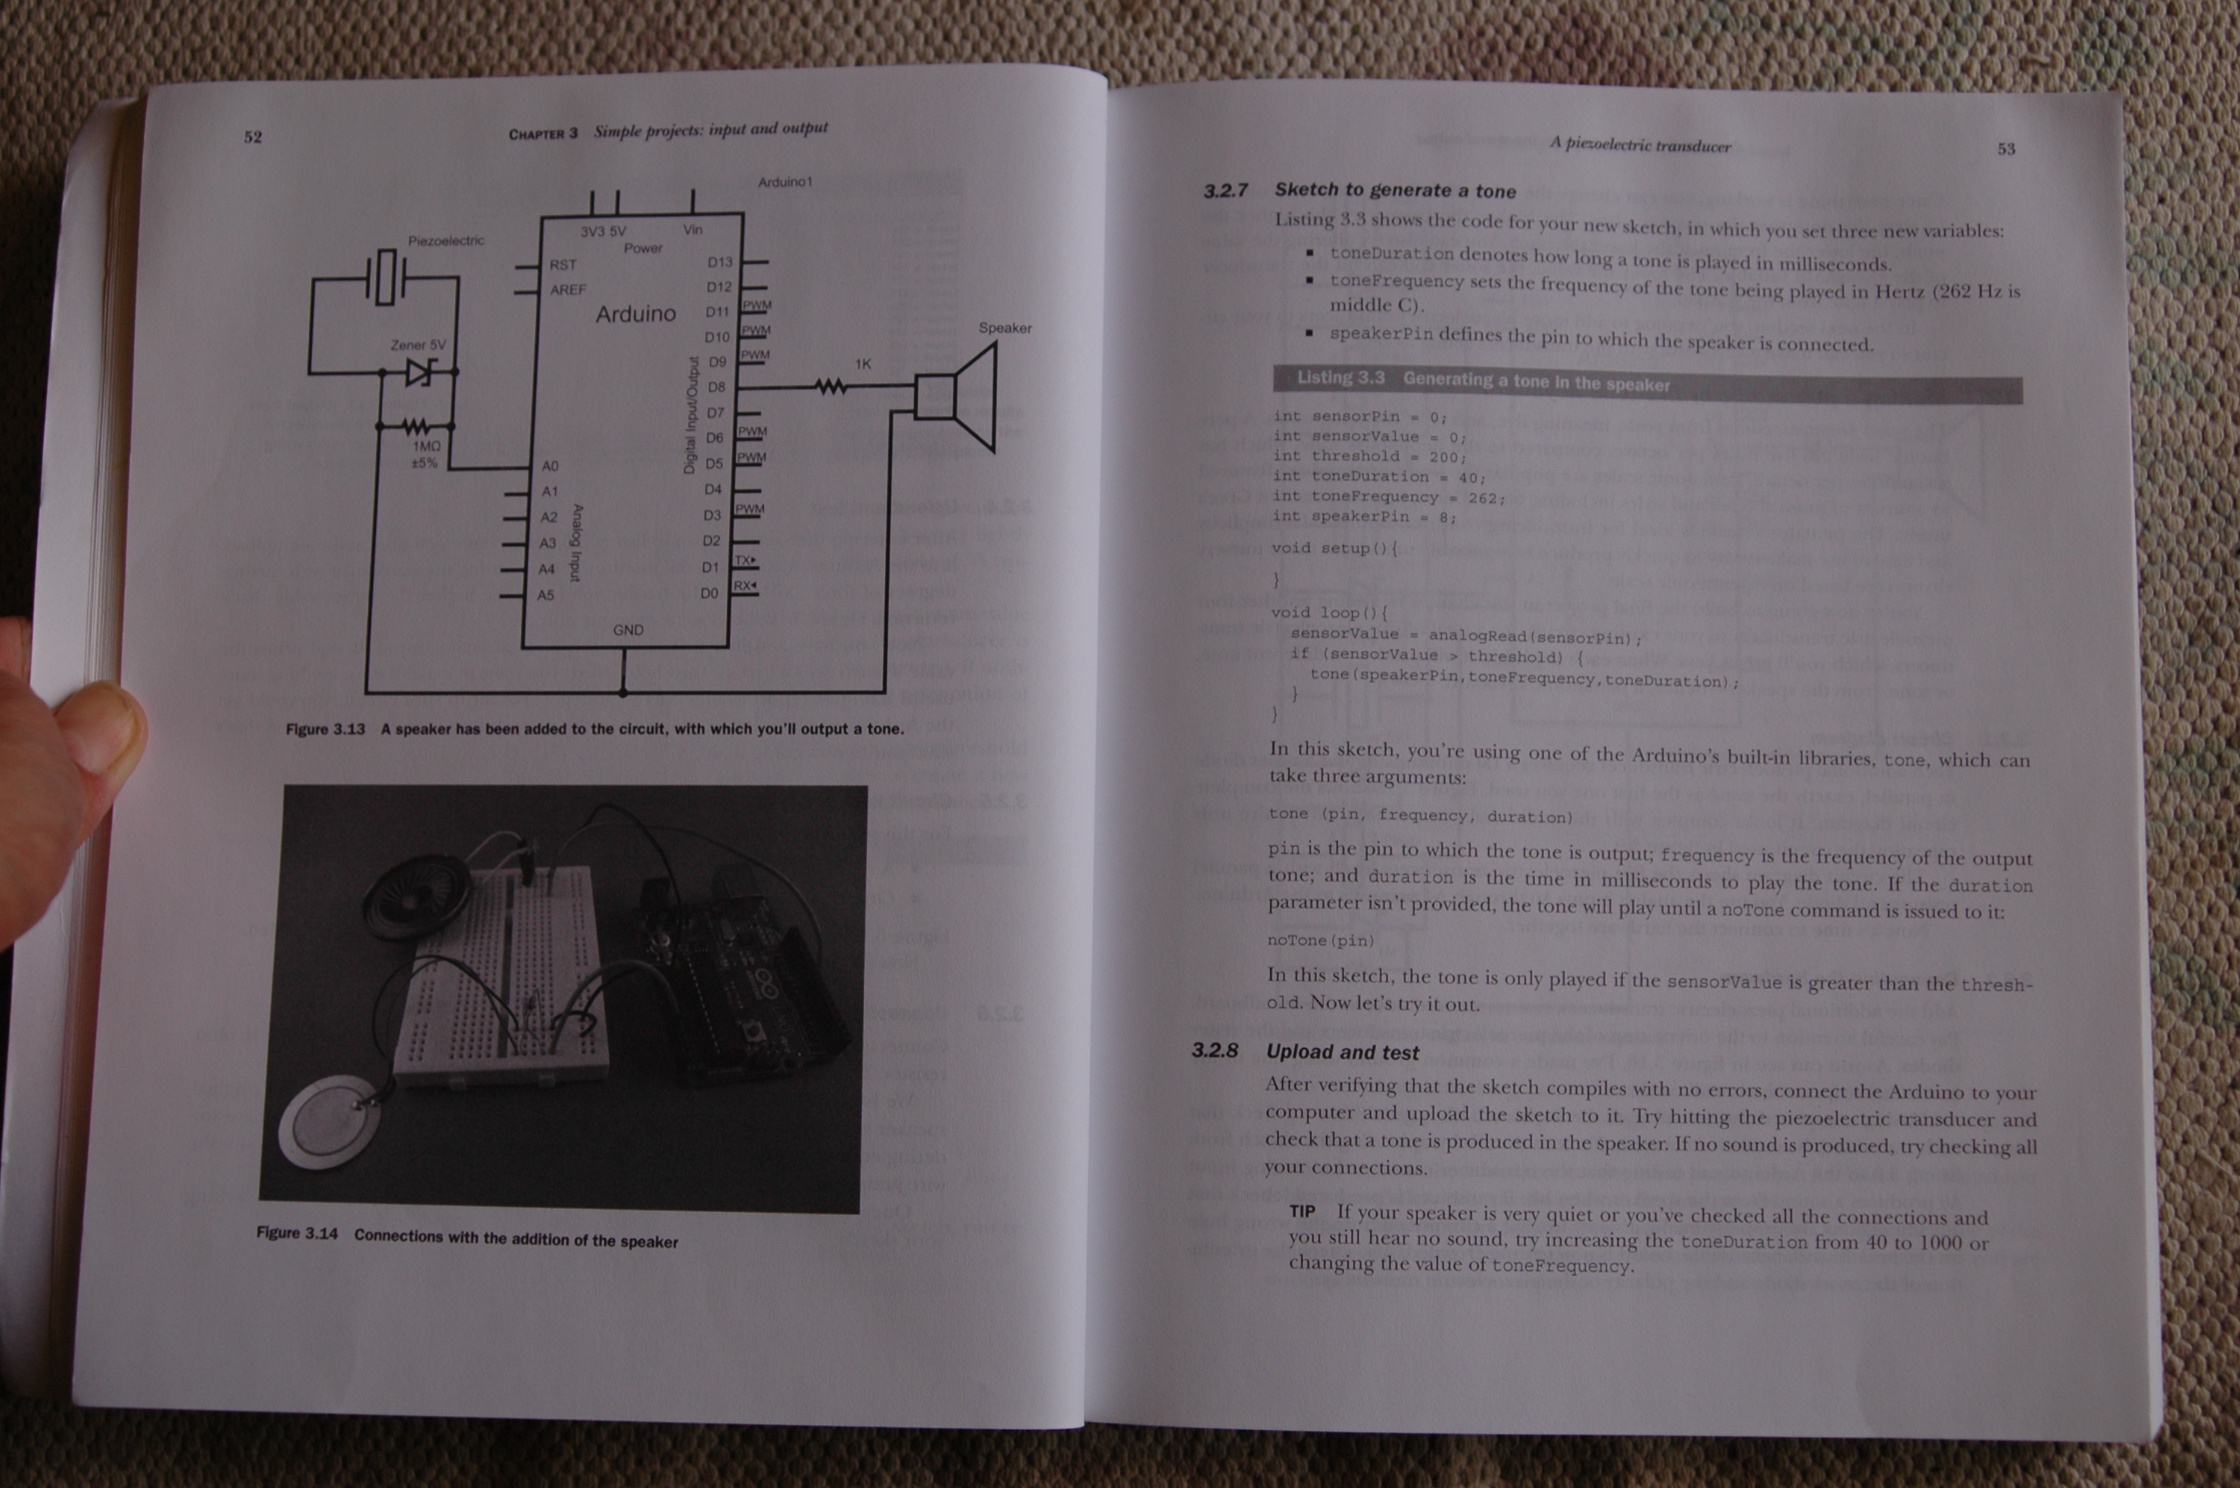 52
CHAPTER 3 Simple projects: input and output
Arduino1
Piezoelectric
3V3 5V
Vin
Power
RST
AREF
Arduino
Zener 5V
1MΩ
±5%
A0
A1
A2
A3
A4
A5
Analog Input
Digital Input/Output
D13
D12
D11 PWM
D10 PWM
D9 PWM
D8
D7
D6 PWM
D5 PWM
D4
D3 PWM
D2
D1 TX▸
D0 RX◂
GND
1K
Speaker
Figure 3.13 A speaker has been added to the circuit, with which you'll output a tone.
Figure 3.14 Connections with the addition of the speaker
A piezoelectric transducer
53
3.2.7 Sketch to generate a tone
Listing 3.3 shows the code for your new sketch, in which you set three new variables:
▪ toneDuration denotes how long a tone is played in milliseconds.
▪ toneFrequency sets the frequency of the tone being played in Hertz (262 Hz is
middle C).
▪ speakerPin defines the pin to which the speaker is connected.
Listing 3.3 Generating a tone in the speaker
int sensorPin = 0;
int sensorValue = 0;
int threshold = 200;
int toneDuration = 40;
int toneFrequency = 262;
int speakerPin = 8;
void setup(){
}
void loop(){
sensorValue = analogRead(sensorPin);
if (sensorValue > threshold) {
tone(speakerPin,toneFrequency,toneDuration);
}
}
In this sketch, you're using one of the Arduino's built-in libraries, tone, which can
take three arguments:
tone (pin, frequency, duration)
pin is the pin to which the tone is output; frequency is the frequency of the output
tone; and duration is the time in milliseconds to play the tone. If the duration
parameter isn't provided, the tone will play until a noTone command is issued to it:
noTone(pin)
In this sketch, the tone is only played if the sensorValue is greater than the thresh-
old. Now let's try it out.
3.2.8 Upload and test
After verifying that the sketch compiles with no errors, connect the Arduino to your
computer and upload the sketch to it. Try hitting the piezoelectric transducer and
check that a tone is produced in the speaker. If no sound is produced, try checking all
your connections.
TIP If your speaker is very quiet or you've checked all the connections and
you still hear no sound, try increasing the toneDuration from 40 to 1000 or
changing the value of toneFrequency.